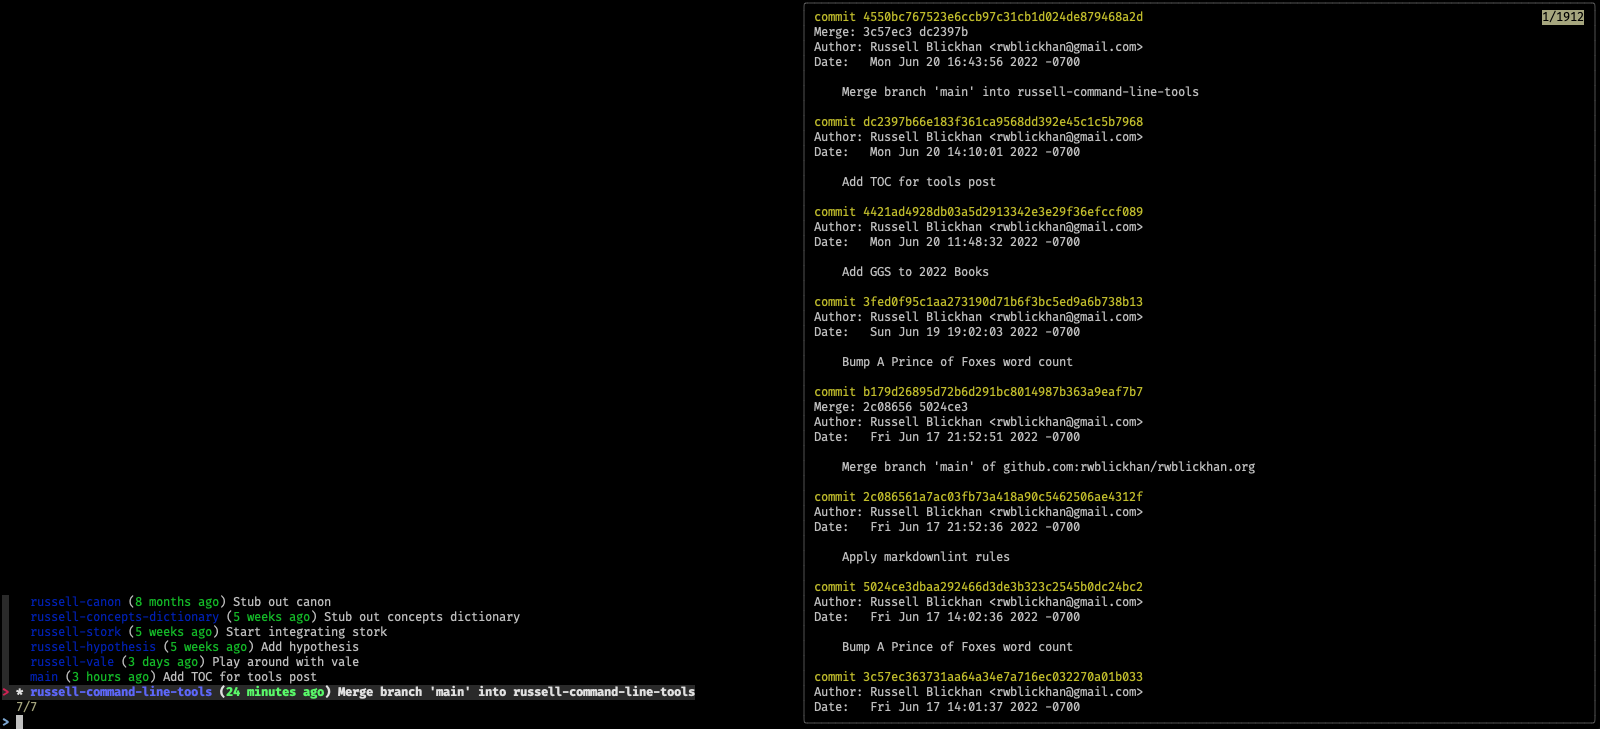 russell-canon (8 months ago) Stub out canon
russell-concepts-dictionary (5 weeks ago) Stub out concepts dictionary
russell-stork (5 weeks ago) Start integrating stork
russell-hypothesis (5 weeks ago) Add hypothesis
russell-vale (3 days ago) Play around with vale
main (3 hours ago) Add TOC for tools post
> * russell-command-line-tools (24 minutes ago) Merge branch 'main' into russell-command-line-tools
7/7
>
1/1912
commit 4550bc767523e6ccb97c31cb1d024de879468a2d
Merge: 3c57ec3 dc2397b
Author: Russell Blickhan <rwblickhan@gmail.com>
Date:   Mon Jun 20 16:43:56 2022 -0700
Merge branch 'main' into russell-command-line-tools
commit dc2397b66e183f361ca9568dd392e45c1c5b7968
Author: Russell Blickhan <rwblickhan@gmail.com>
Date:   Mon Jun 20 14:10:01 2022 -0700
Add TOC for tools post
commit 4421ad4928db03a5d2913342e3e29f36efccf089
Author: Russell Blickhan <rwblickhan@gmail.com>
Date:   Mon Jun 20 11:48:32 2022 -0700
Add GGS to 2022 Books
commit 3fed0f95c1aa273190d71b6f3bc5ed9a6b738b13
Author: Russell Blickhan <rwblickhan@gmail.com>
Date:   Sun Jun 19 19:02:03 2022 -0700
Bump A Prince of Foxes word count
commit b179d26895d72b6d291bc8014987b363a9eaf7b7
Merge: 2c08656 5024ce3
Author: Russell Blickhan <rwblickhan@gmail.com>
Date:   Fri Jun 17 21:52:51 2022 -0700
Merge branch 'main' of github.com:rwblickhan/rwblickhan.org
commit 2c086561a7ac03fb73a418a90c5462506ae4312f
Author: Russell Blickhan <rwblickhan@gmail.com>
Date:   Fri Jun 17 21:52:36 2022 -0700
Apply markdownlint rules
commit 5024ce3dbaa292466d3de3b323c2545b0dc24bc2
Author: Russell Blickhan <rwblickhan@gmail.com>
Date:   Fri Jun 17 14:02:36 2022 -0700
Bump A Prince of Foxes word count
commit 3c57ec363731aa64a34e7a716ec032270a01b033
Author: Russell Blickhan <rwblickhan@gmail.com>
Date:   Fri Jun 17 14:01:37 2022 -0700